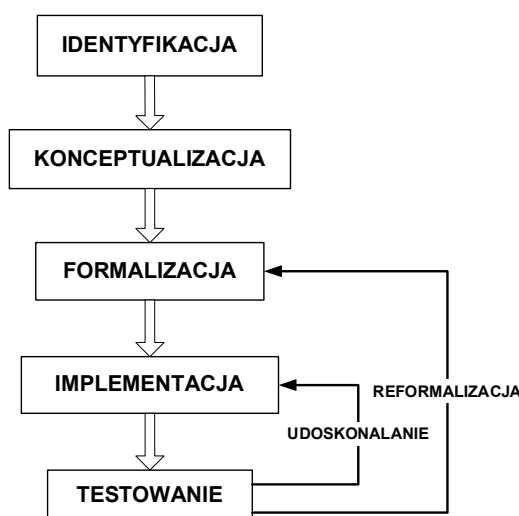 IDENTYFIKACJA
KONCEPTUALIZACJA
FORMALIZACJA
IMPLEMENTACJA
REFORMALIZACJA
UDOSKONALANIE
TESTOWANIE